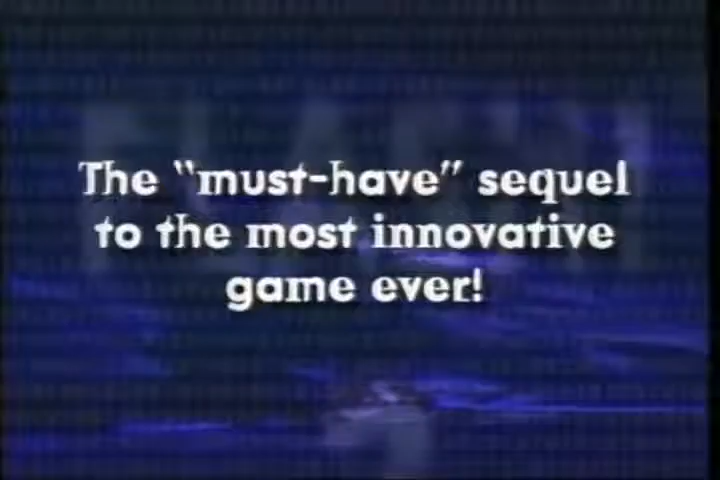 The "must-have" sequel
to the most innovative
game ever!